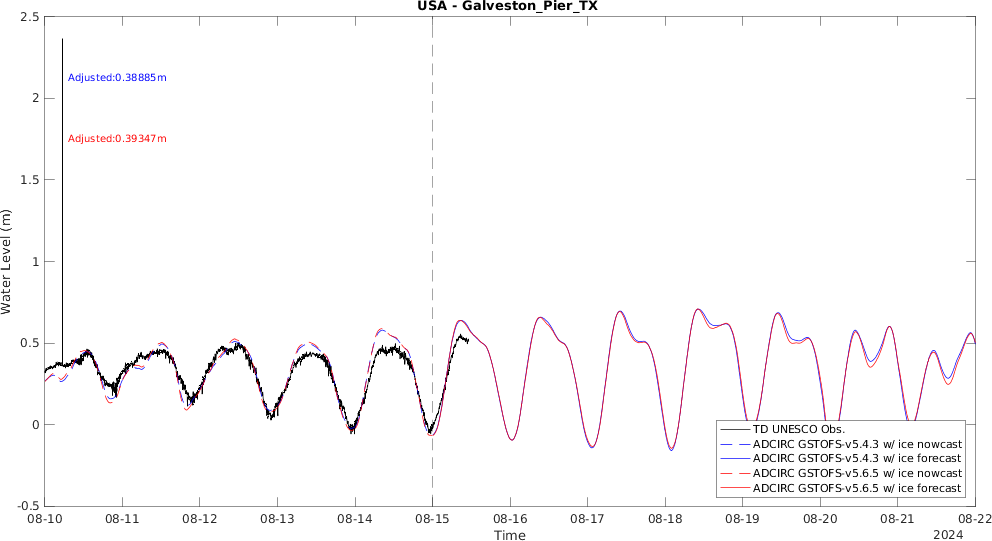 USA - Galveston_Pier_TX
2.5
2
1.5
1
0.5
0
-0.5
Water Level (m)
Adjusted:0.38885m
Adjusted:0.39347m
TD UNESCO Obs.
ADCIRC GSTOFS-v5.4.3 w/ ice nowcast
ADCIRC GSTOFS-v5.4.3 w/ ice forecast
ADCIRC GSTOFS-v5.6.5 w/ ice nowcast
ADCIRC GSTOFS-v5.6.5 w/ ice forecast
08-10 08-11 08-12 08-13 08-14 08-15 08-16 08-17 08-18 08-19 08-20 08-21 08-22
Time
2024